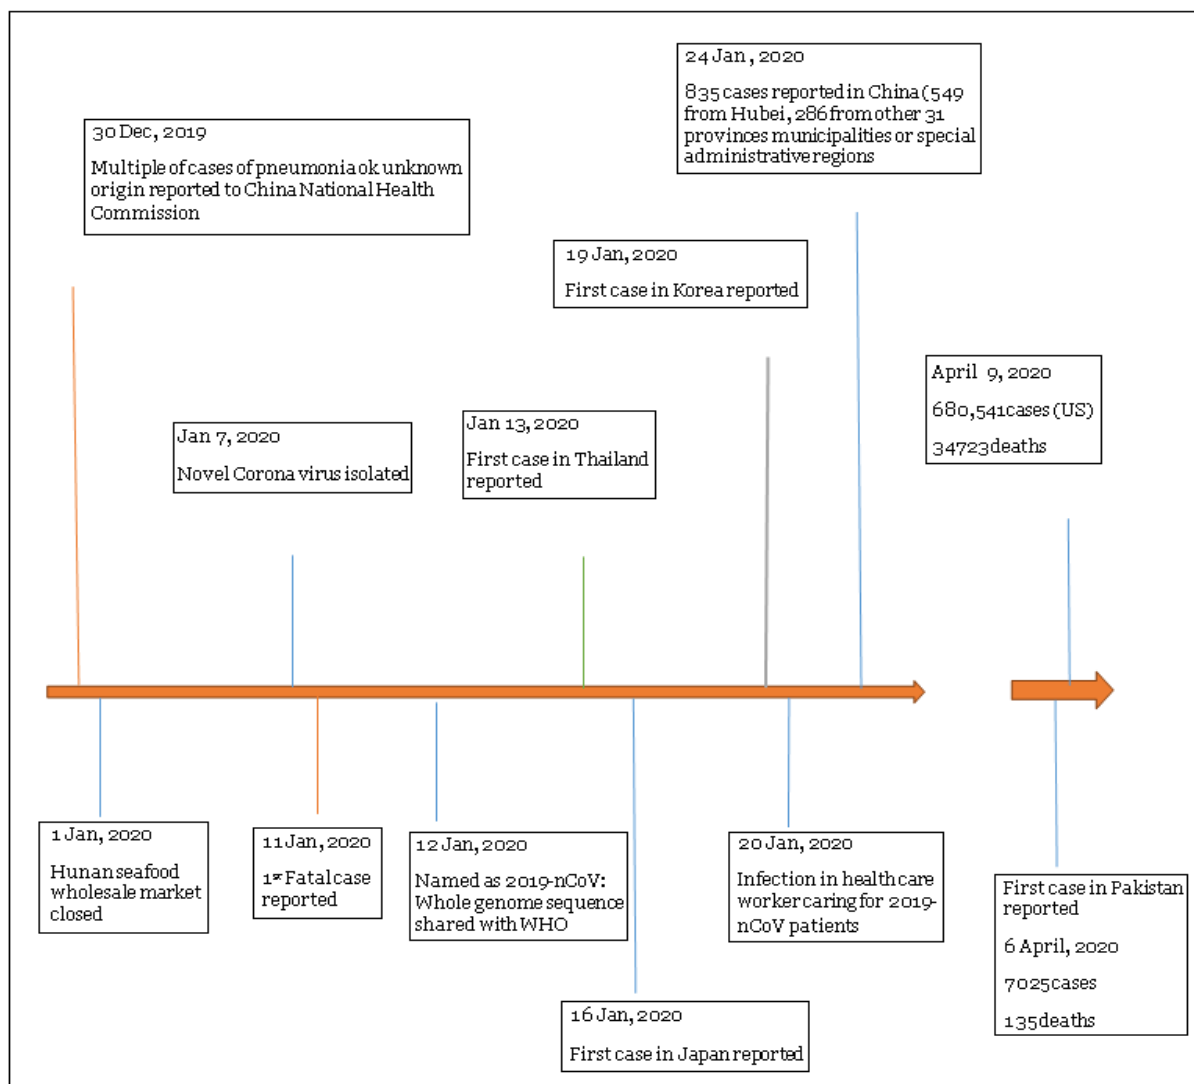 24 Jan, 2020
835 cases reported in China (549
from Hubei, 286 from other 31
provinces municipalities or special
administrative regions
30 Dec, 2019
Multiple of cases of pneumonia ok unknown
origin reported to China National Health
Commission
19 Jan, 2020
First case in Korea reported
April 9, 2020
680,541cases (US)
34723deaths
Jan 7, 2020
Novel Corona virus isolated
Jan 13, 2020
First case in Thailand
reported
1 Jan, 2020
Hunan seafood
wholesale market
closed
11Jan, 2020
1st Fatal case
reported
12 Jan, 2020
Named as 2019-nCoV:
Whole genome sequence
shared with WHO
20 Jan, 2020
Infection in health care
worker caring for 2019-
nCoV patients
First case in Pakistan
reported
6 April, 2020
7025cases
135deaths
16 Jan, 2020
First case in Japan reported